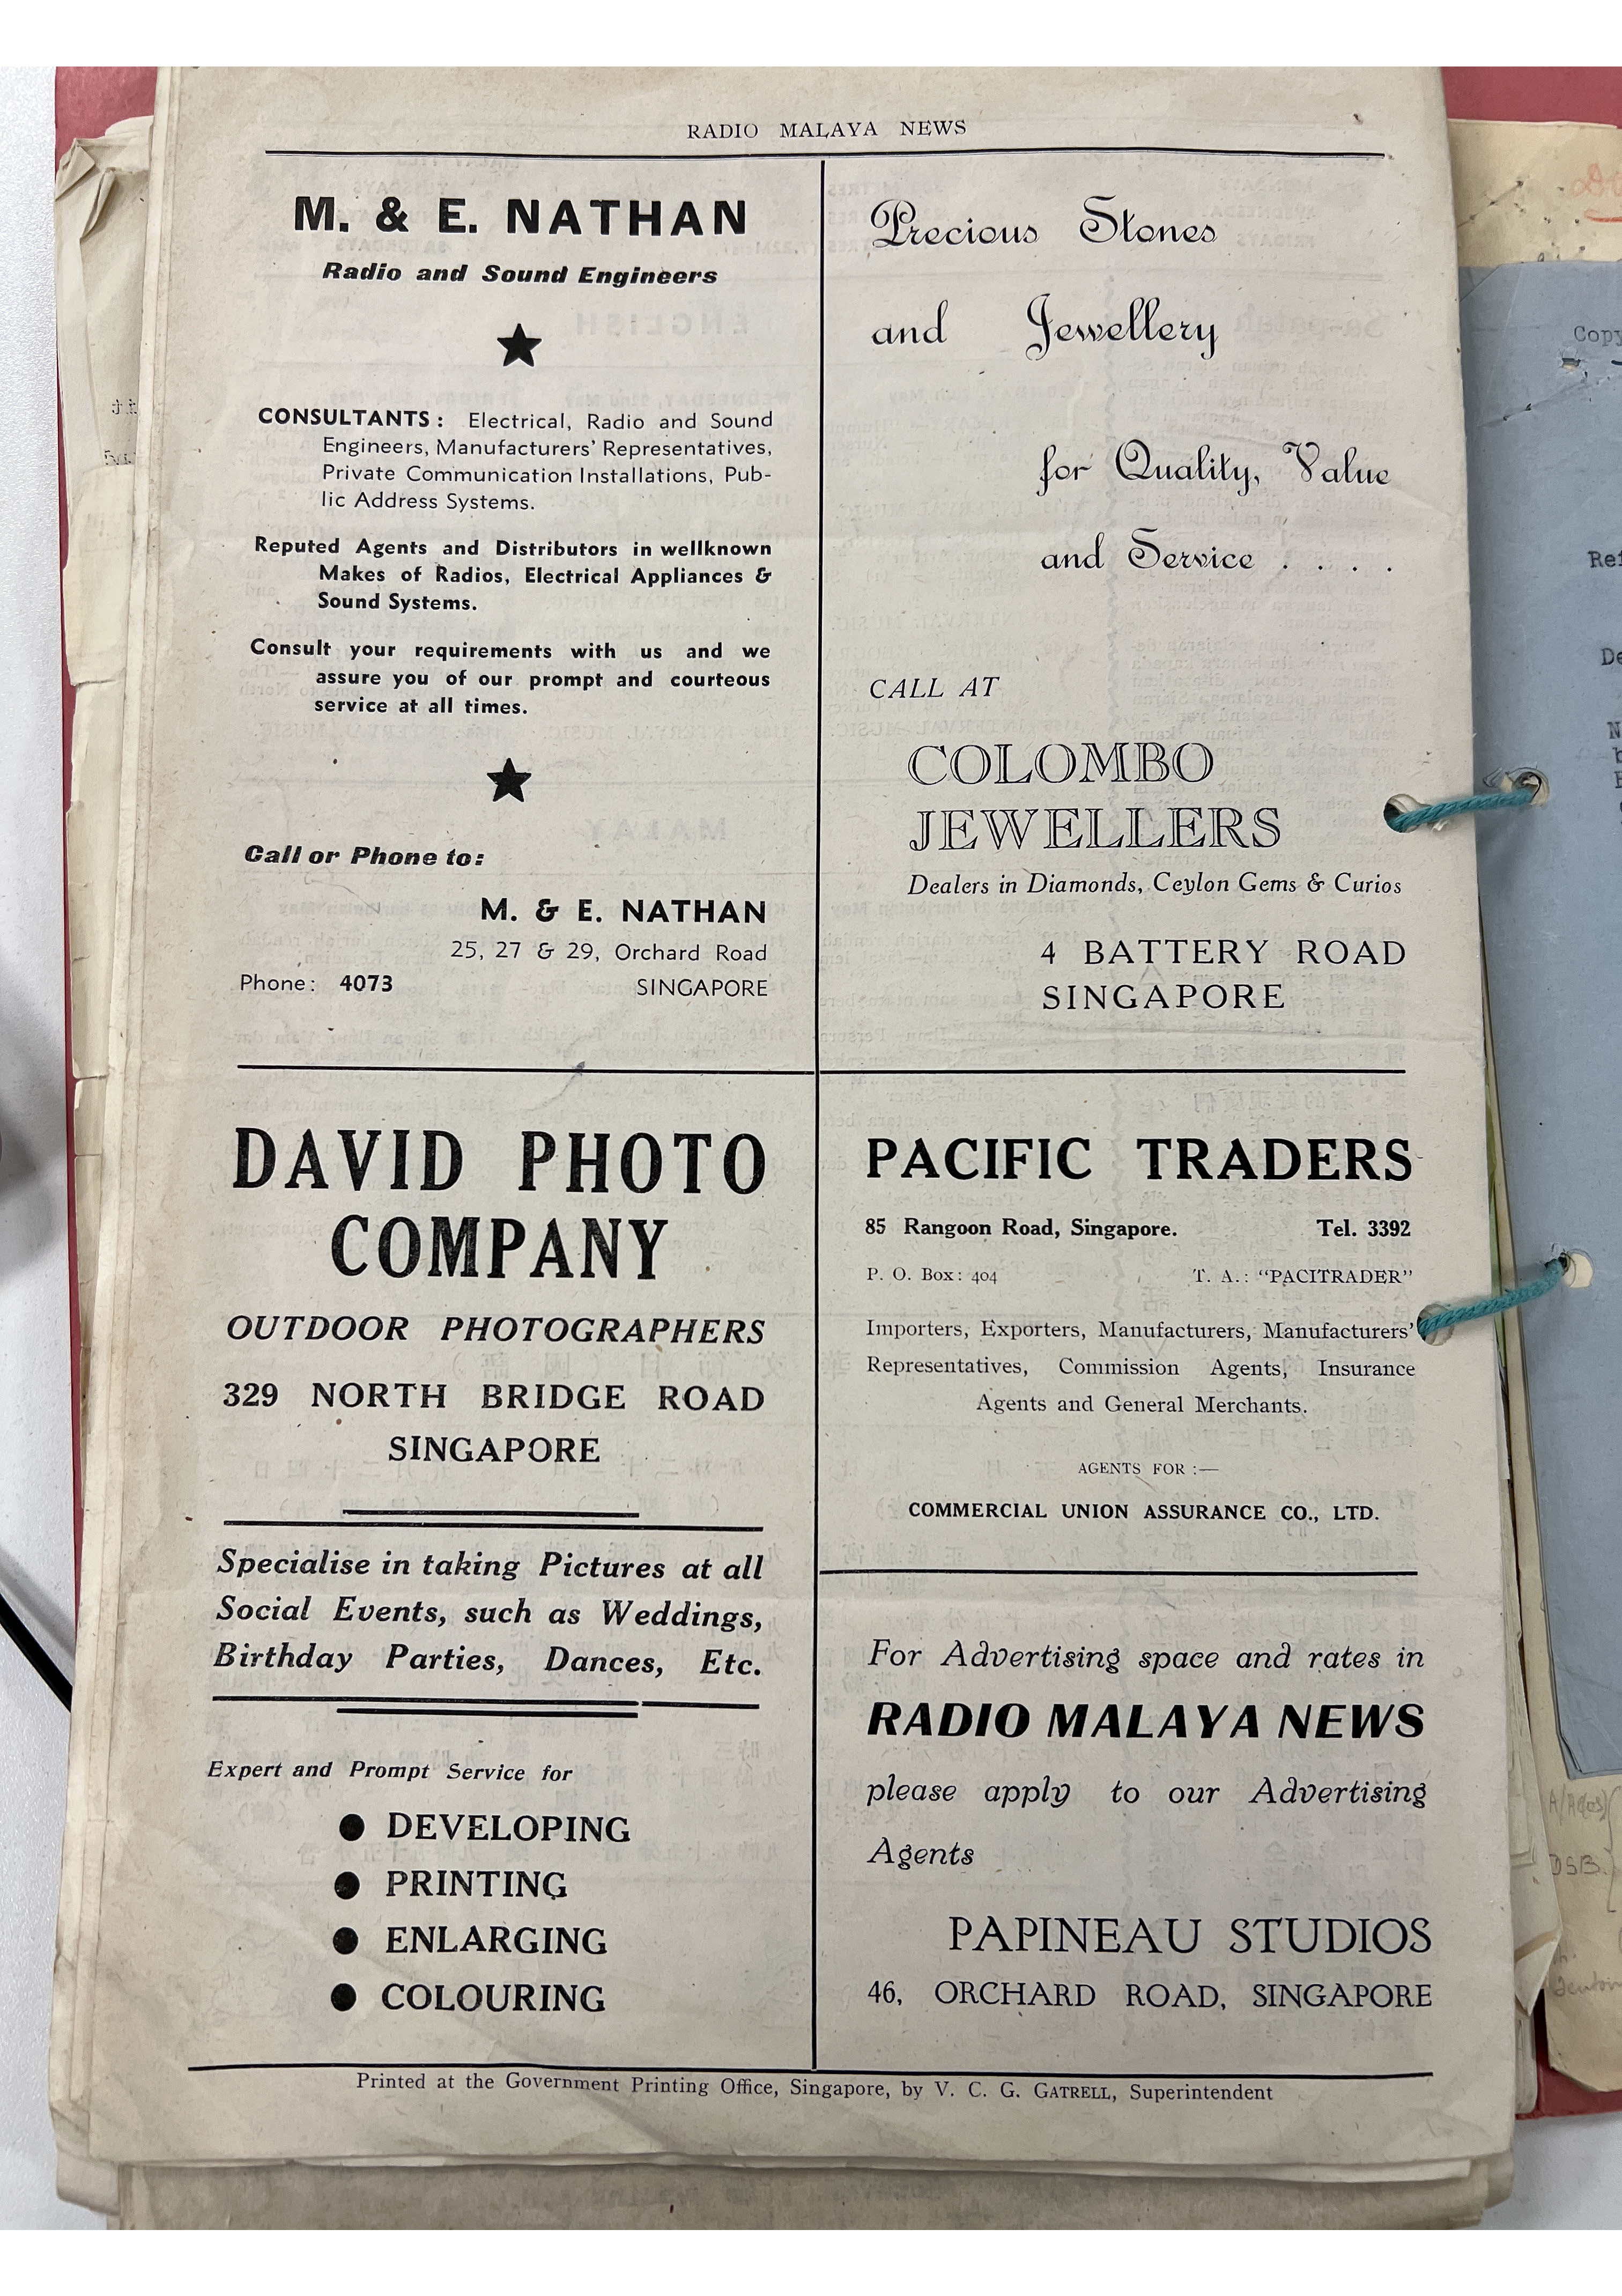 RADIO MALAYA NEWS
M. & E. NATHAN
Radio and Sound Engineers
CONSULTANTS: Electrical, Radio and Sound
Engineers, Manufacturers' Representatives,
Private Communication Installations, Pub-
lic Address Systems.
Reputed Agents and Distributors in wellknown
Makes of Radios, Electrical Appliances &
Sound Systems.
Consult your requirements with us and we
assure you of our prompt and courteous
service at all times.
Call or Phone to:
M. & E. NATHAN
25, 27 & 29, Orchard Road
Phone: 4073 SINGAPORE
Precious Stones
and Jewellery
for Quality, Value
and Service . . . .
CALL AT
COLOMBO
JEWELLERS
Dealers in Diamonds, Ceylon Gems & Curios
4 BATTERY ROAD
SINGAPORE
DAVID PHOTO
COMPANY
OUTDOOR PHOTOGRAPHERS
329 NORTH BRIDGE ROAD
SINGAPORE
Specialise in taking Pictures at all
Social Events, such as Weddings,
Birthday Parties, Dances, Etc.
Expert and Prompt Service for
● DEVELOPING
● PRINTING
● ENLARGING
● COLOURING
PACIFIC TRADERS
85 Rangoon Road, Singapore. Tel. 3392
P. O. Box: 404 T. A.: "PACITRADER"
Importers, Exporters, Manufacturers, Manufacturers'
Representatives, Commission Agents, Insurance
Agents and General Merchants.
AGENTS FOR :—
COMMERCIAL UNION ASSURANCE CO., LTD.
For Advertising space and rates in
RADIO MALAYA NEWS
please apply to our Advertising
Agents
PAPINEAU STUDIOS
46, ORCHARD ROAD, SINGAPORE
Printed at the Government Printing Office, Singapore, by V. C. G. GATRELL, Superintendent
Copy
DSB.